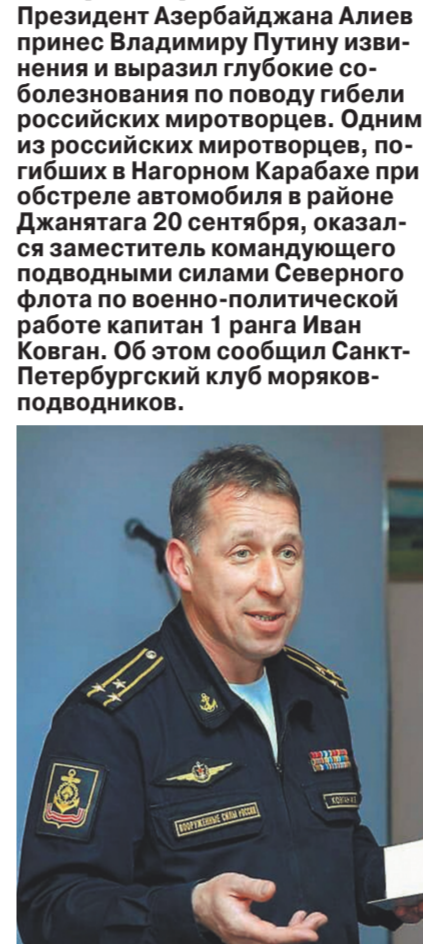 Президент Азербайджана Алиев
принес Владимиру Путину изви-
нения и выразил глубокие со-
болезнования по поводу гибели
российских миротворцев. Одним
из российских миротворцев, по-
гибших в Нагорном Карабахе при
обстреле автомобиля в районе
Джанятага 20 сентября, оказал-
ся заместитель командующего
подводными силами Северного
флота по военно-политической
работе капитан 1 ранга Иван
Ковган. Об этом сообщил Санкт-
Петербургский клуб моряков-
подводников.
ВООРУЖЕННЫЕ СИЛЫ РОССИИ